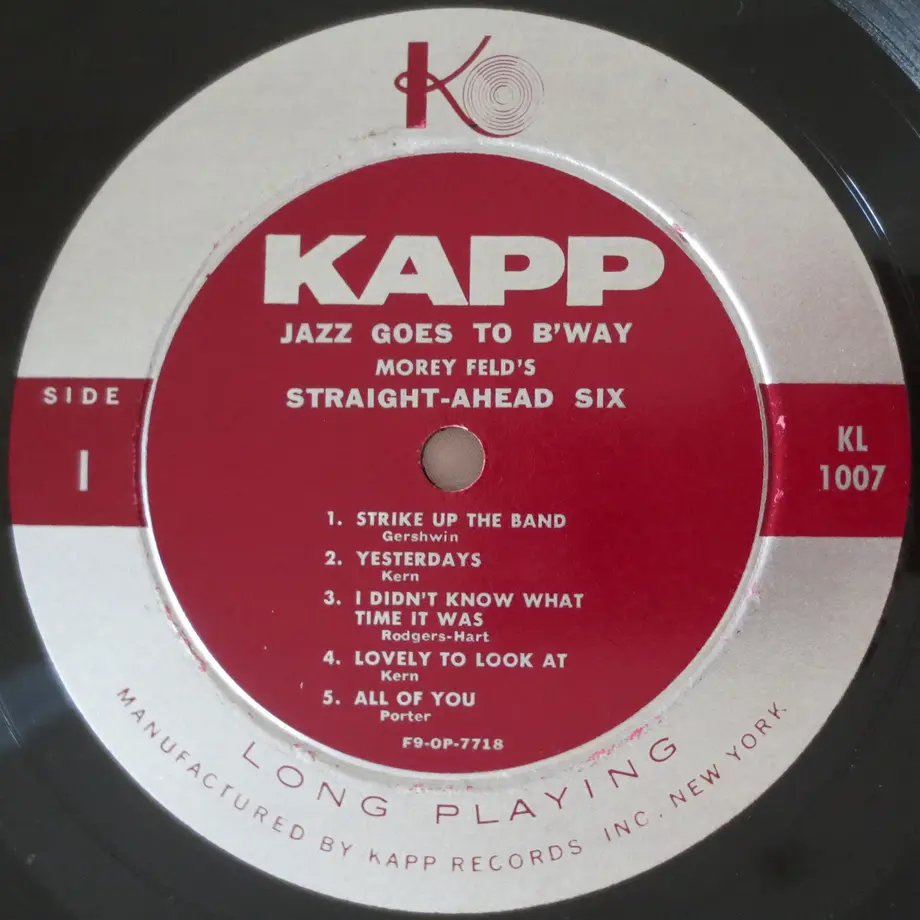 K
KAPP
JAZZ GOES TO B'WAY
MOREY FELD'S
STRAIGHT-AHEAD SIX
SIDE
1
KL
1007
1. STRIKE UP THE BAND
Gershwin
2. YESTERDAYS
Kern
3. I DIDN'T KNOW WHAT
TIME IT WAS
Rodgers-Hart
4. LOVELY TO LOOK AT
Kern
5. ALL OF YOU
Porter
F9-OP-7718
LONG PLAYING
MANUFACTURED BY KAPP RECORDS INC. NEW YORK